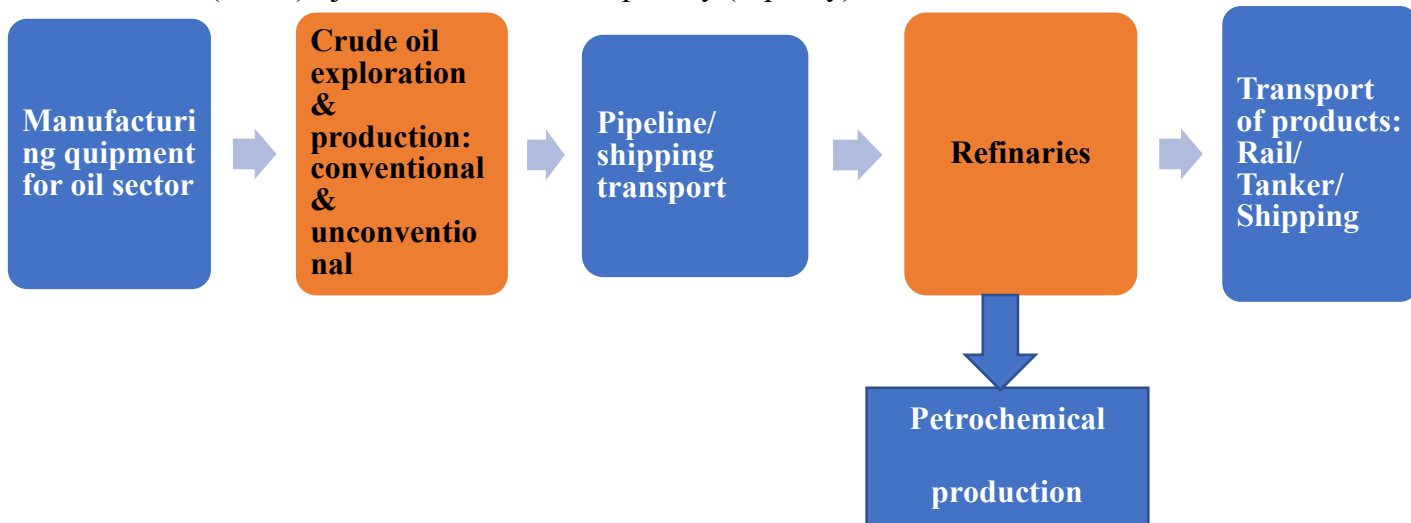 Manufacturi
ng quipment
for oil sector
Crude oil
exploration
&
production:
conventional
&
unconventio
nal
Pipeline/
shipping
transport
Refinaries
Transport
of products:
Rail/
Tanker/
Shipping
Petrochemical
production